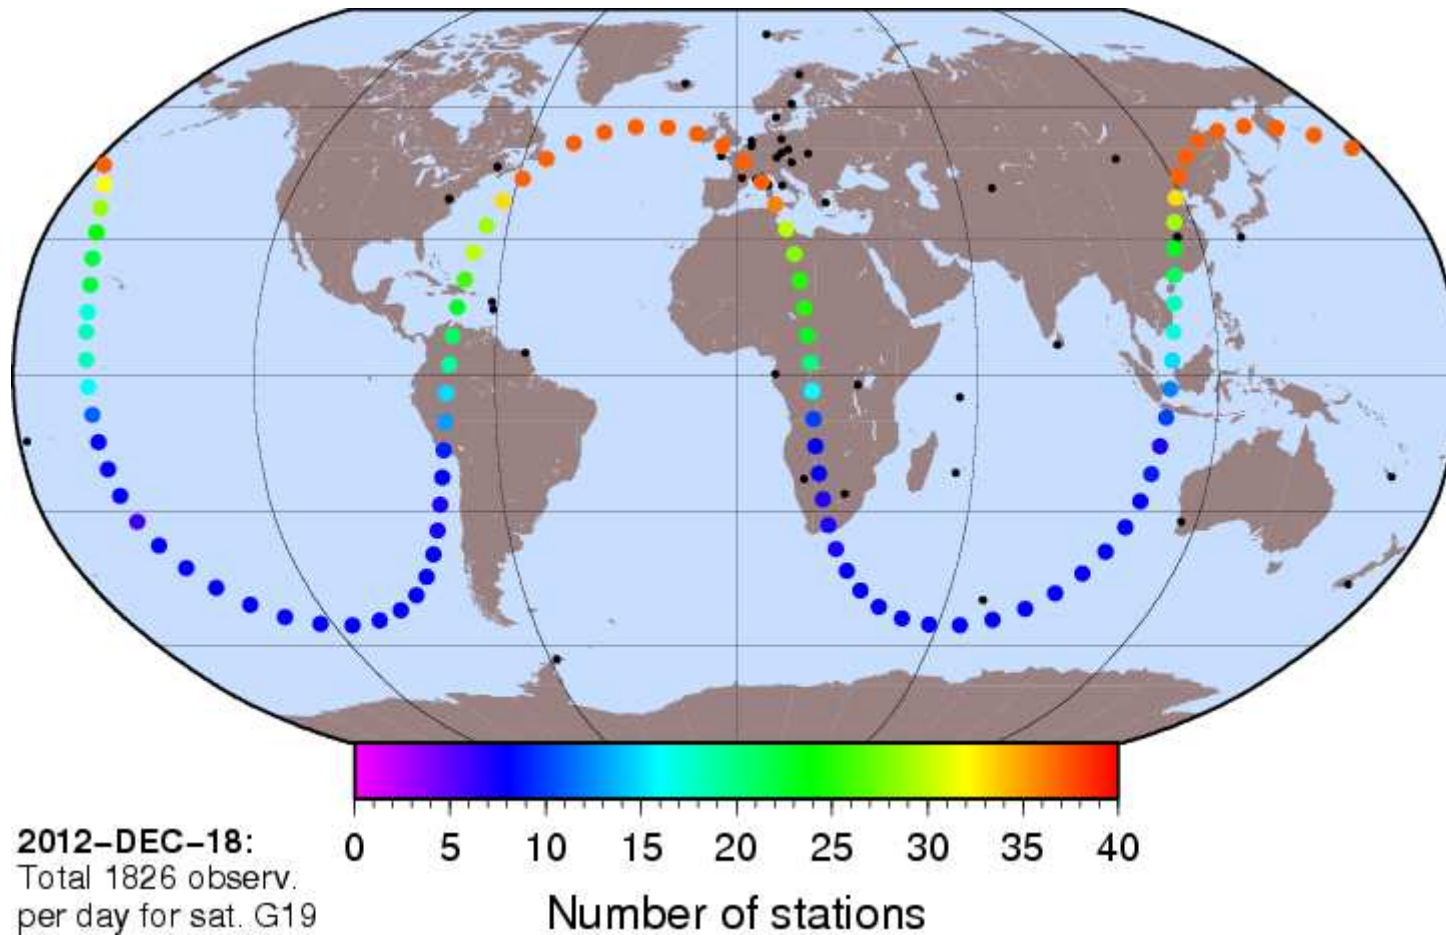 0 5 10 15 20 25 30 35 40
2012-DEC-18:
Total 1826 observ.
per day for sat. G19
Number of stations